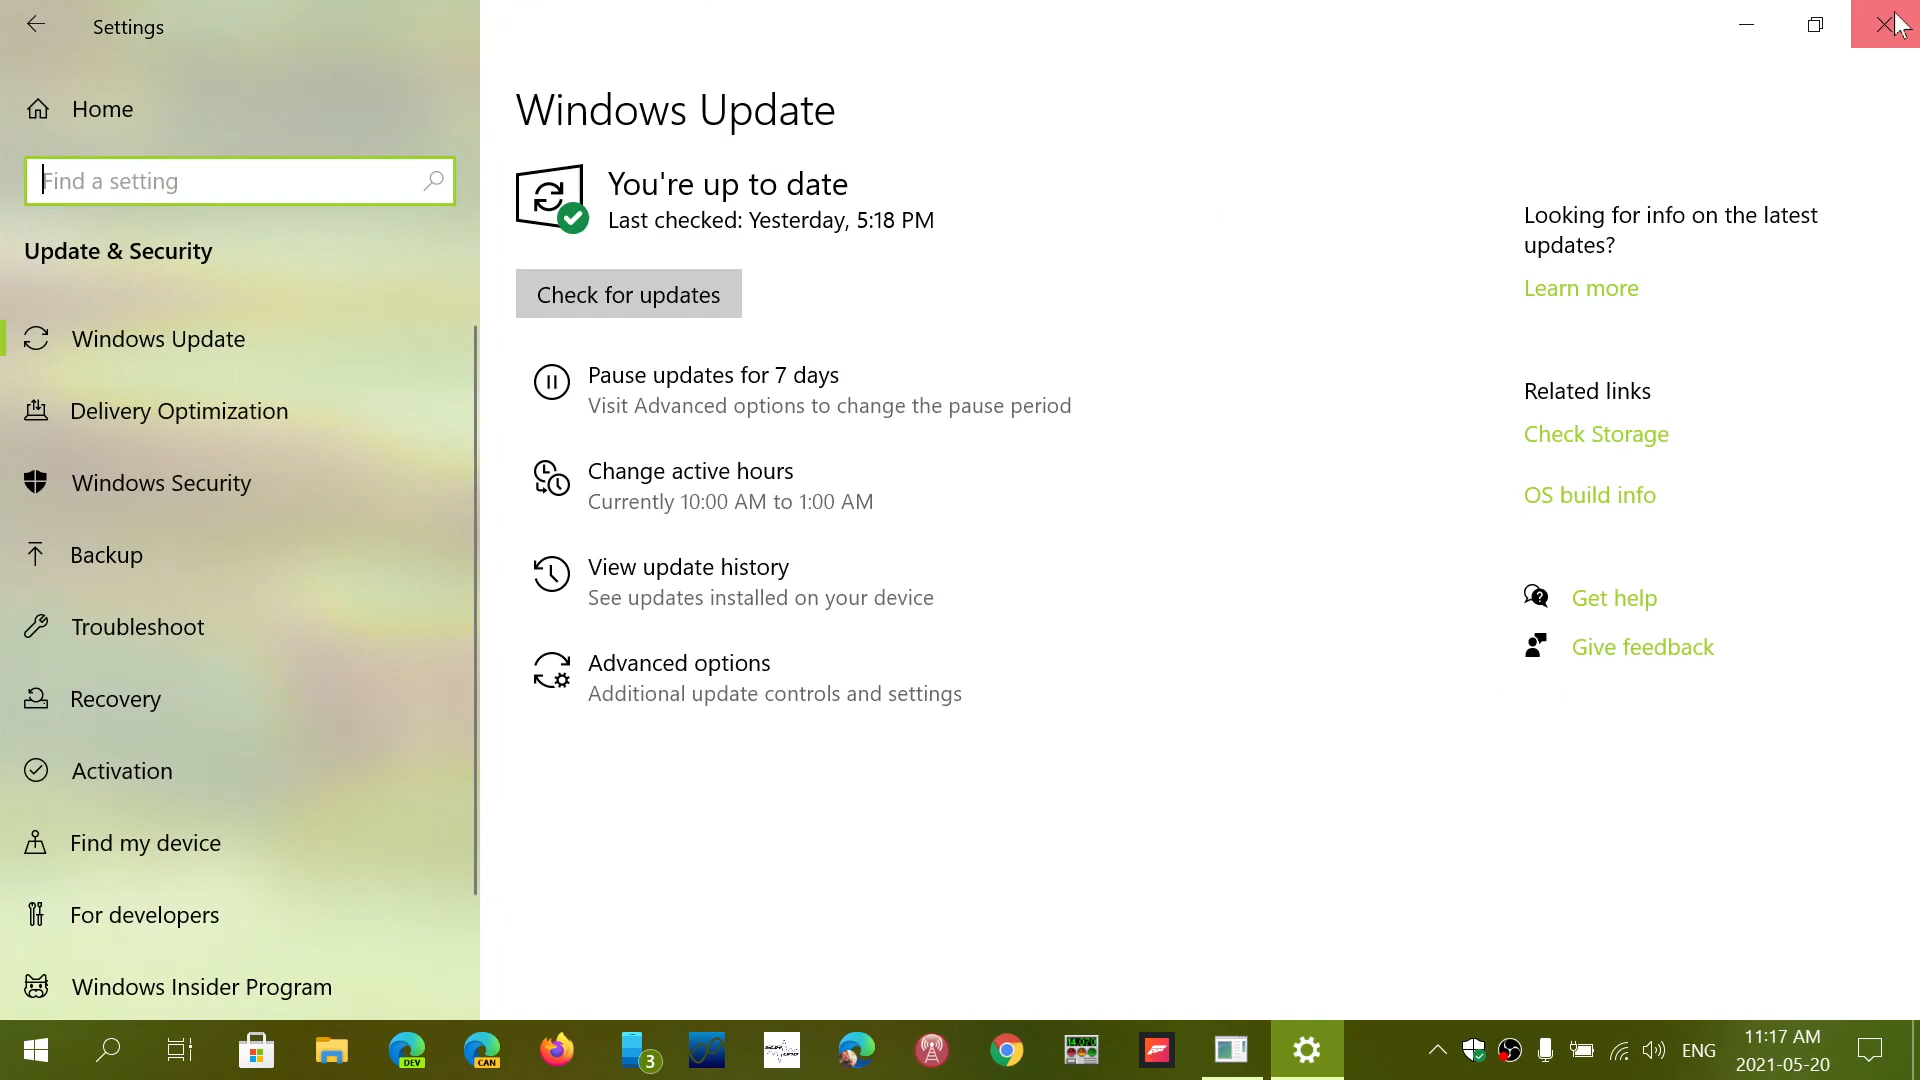 Settings
Home
Find a setting
Update & Security
Windows Update
Delivery Optimization
Windows Security
Backup
Troubleshoot
Recovery
Activation
Find my device
For developers
Windows Insider Program
Windows Update
You're up to date
Last checked: Yesterday, 5:18 PM
Check for updates
Pause updates for 7 days
Visit Advanced options to change the pause period
Change active hours
Currently 10:00 AM to 1:00 AM
View update history
See updates installed on your device
Advanced options
Additional update controls and settings
Looking for info on the latest
updates?
Learn more
Related links
Check Storage
OS build info
Get help
Give feedback
DEV
CAN
3
14.070
ENG
11:17 AM
2021-05-20